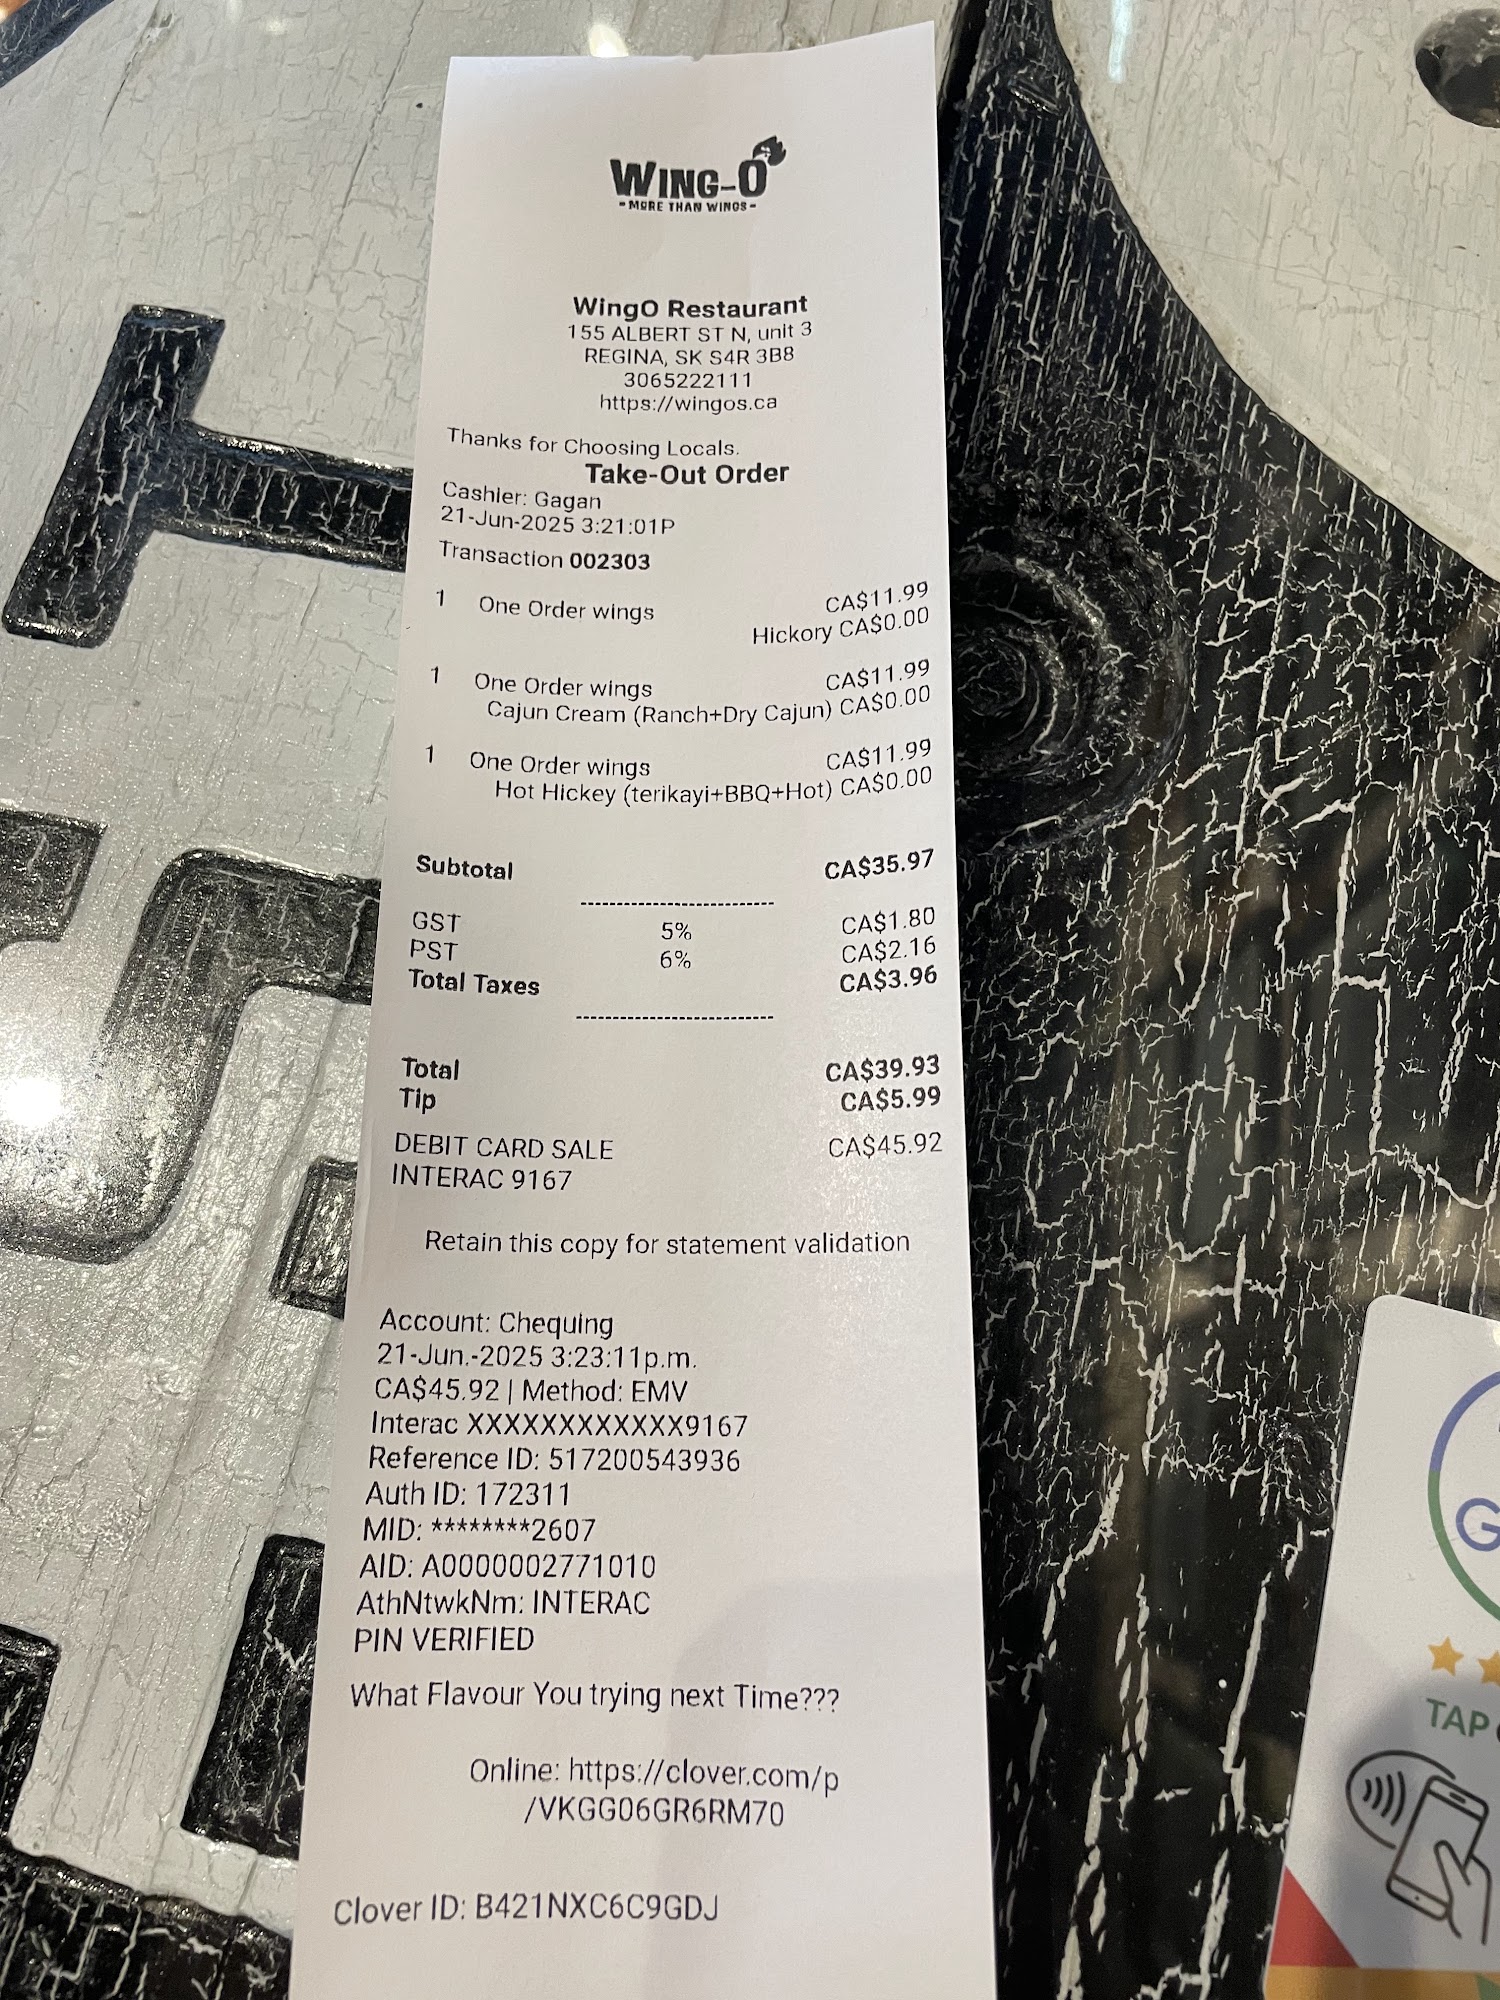 WING-O
- MORE THAN WINGS -
WingO Restaurant
155 ALBERT ST N, unit 3
REGINA, SK S4R 3B8
3065222111
https://wingos.ca
Thanks for Choosing Locals.
Take-Out Order
Cashier: Gagan
21-Jun-2025 3:21:01P
Transaction 002303
1 One Order wings CA$11.99
Hickory CA$0.00
1 One Order wings CA$11.99
Cajun Cream (Ranch+Dry Cajun) CA$0.00
1 One Order wings CA$11.99
Hot Hickey (terikayi+BBQ+Hot) CA$0.00
Subtotal CA$35.97
---------------------------
GST 5% CA$1.80
PST 6% CA$2.16
Total Taxes CA$3.96
---------------------------
Total CA$39.93
Tip CA$5.99
DEBIT CARD SALE CA$45.92
INTERAC 9167
Retain this copy for statement validation
Account: Chequing
21-Jun.-2025 3:23:11p.m.
CA$45.92 | Method: EMV
Interac XXXXXXXXXXXX9167
Reference ID: 517200543936
Auth ID: 172311
MID: ********2607
AID: A0000002771010
AthNtwkNm: INTERAC
PIN VERIFIED
What Flavour You trying next Time???
Online: https://clover.com/p
/VKGG06GR6RM70
Clover ID: B421NXC6C9GDJ
G
TAP